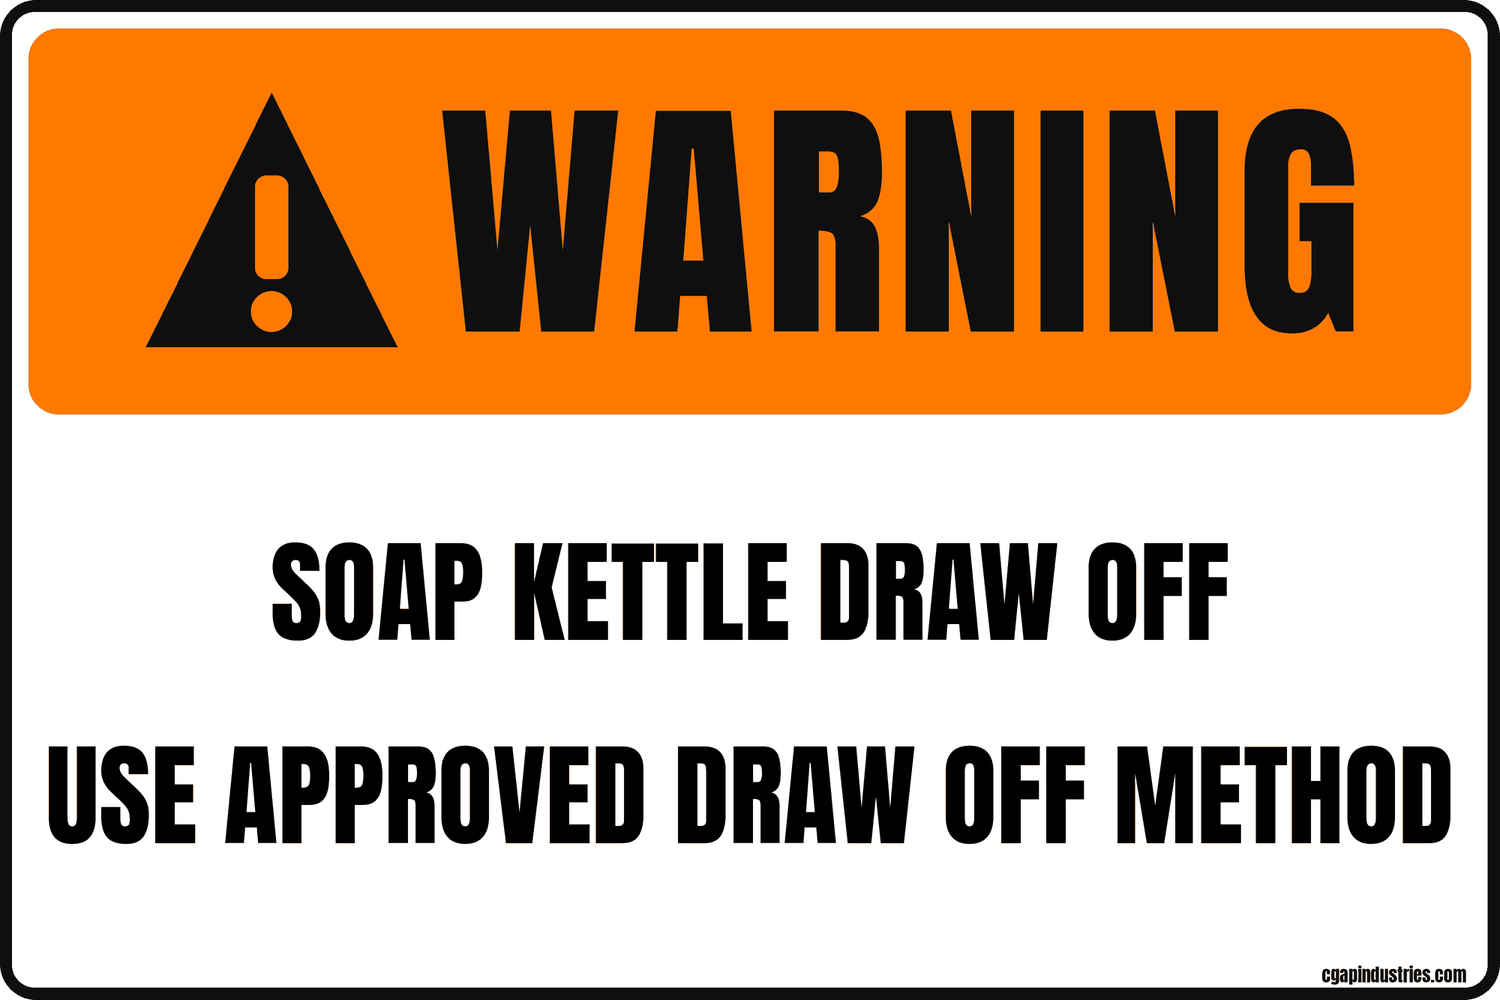 WARNING
SOAP KETTLE DRAW OFF
USE APPROVED DRAW OFF METHOD
cgapindustries.com